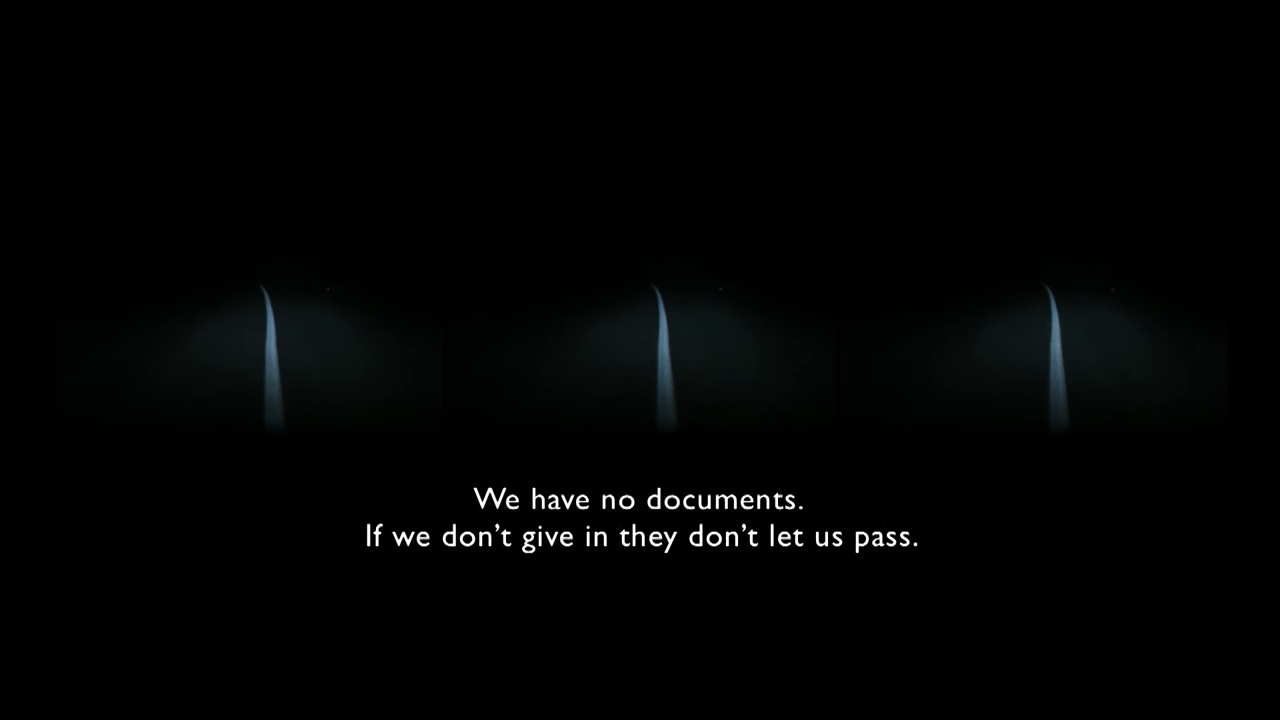 We have no documents.
If we don’t give in they don’t let us pass.